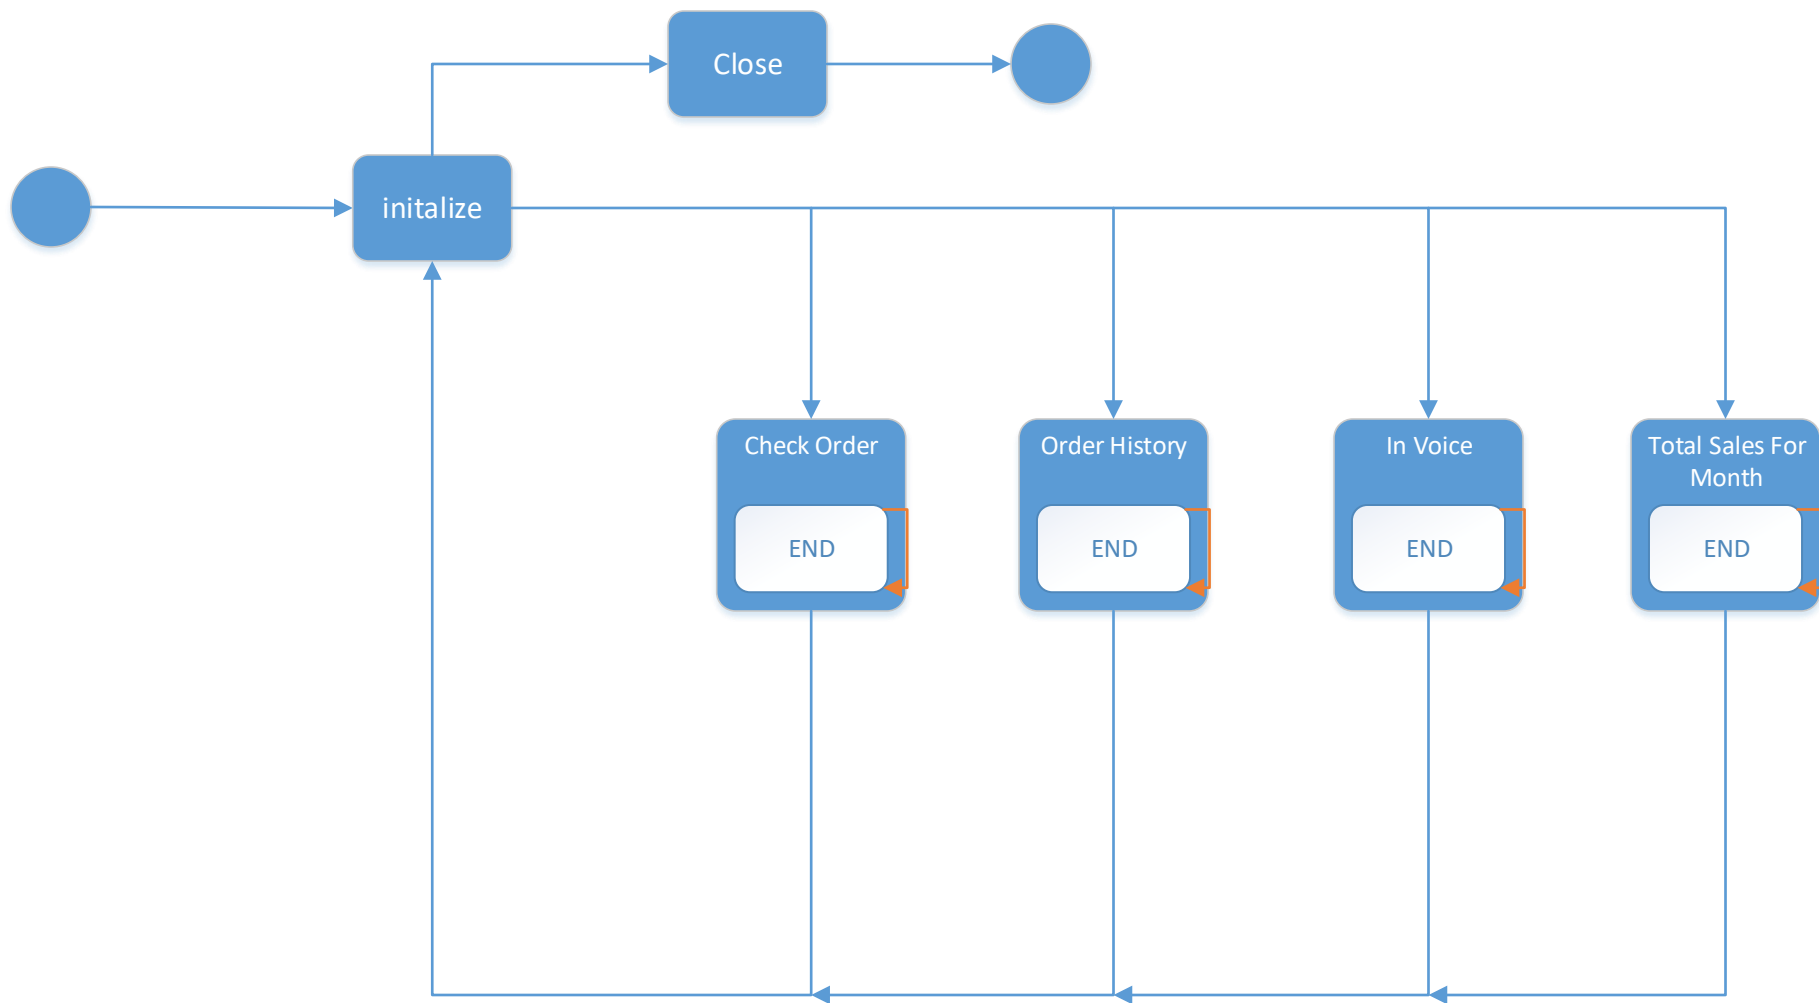 Close
initalize
Check Order
END
Order History
END
In Voice
END
Total Sales For
Month
END